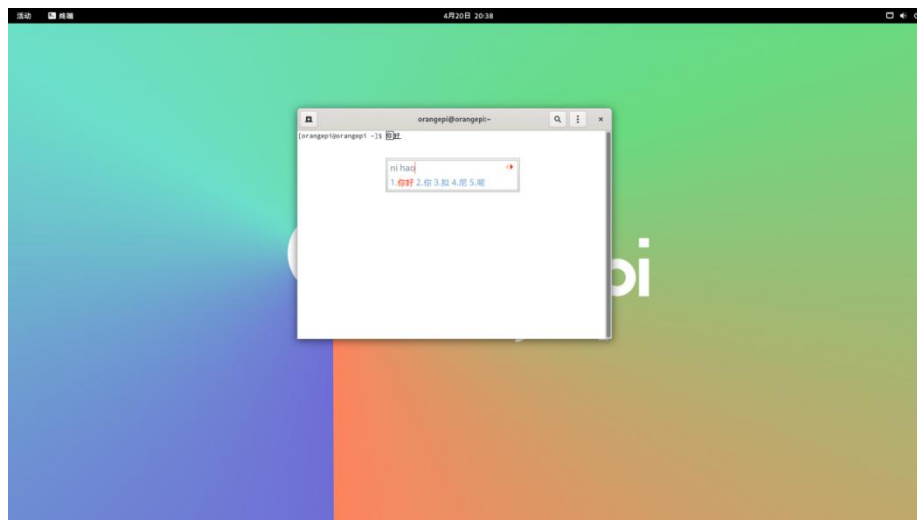 活动 终端 4月20日 20:38
orangepi@orangepi:~
[orangepi@orangepi ~]$ 你好
ni hao
1.你好 2.你 3.拟 4.尼 5.呢
pi